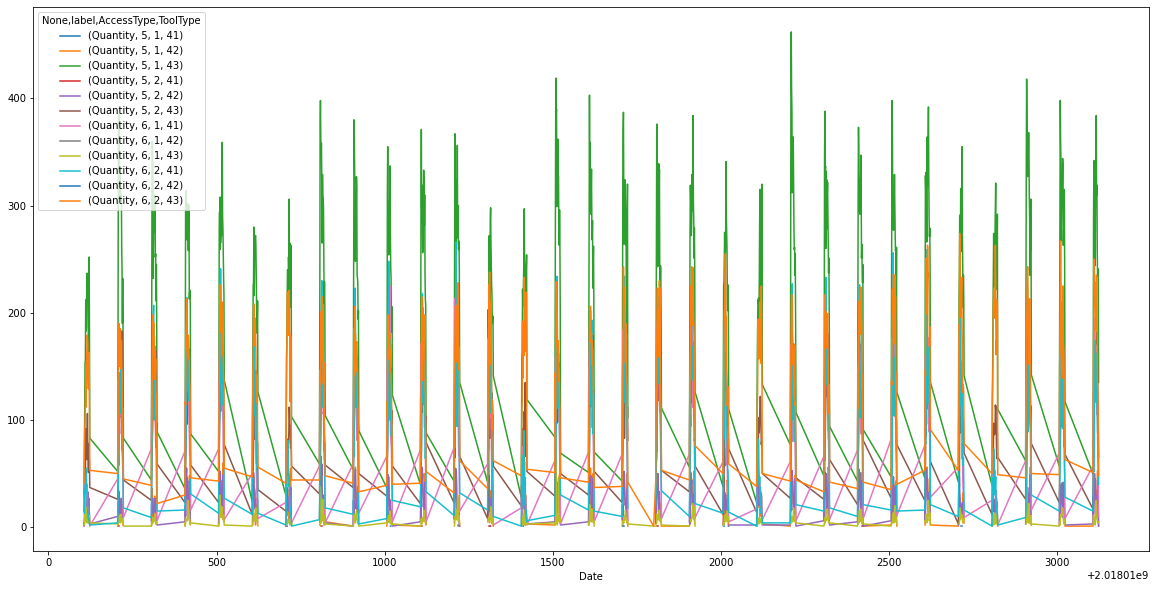 None,label,AccessType,ToolType
(Quantity, 5, 1, 41)
(Quantity, 5, 1, 42)
(Quantity, 5, 1, 43)
(Quantity, 5, 2, 41)
(Quantity, 5, 2, 42)
(Quantity, 5, 2, 43)
(Quantity, 6, 1, 41)
(Quantity, 6, 1, 42)
(Quantity, 6, 1, 43)
(Quantity, 6, 2, 41)
(Quantity, 6, 2, 42)
(Quantity, 6, 2, 43)
400
300
200
100
0
0 500 1000 1500 2000 2500 3000
+2.01801e9
Date